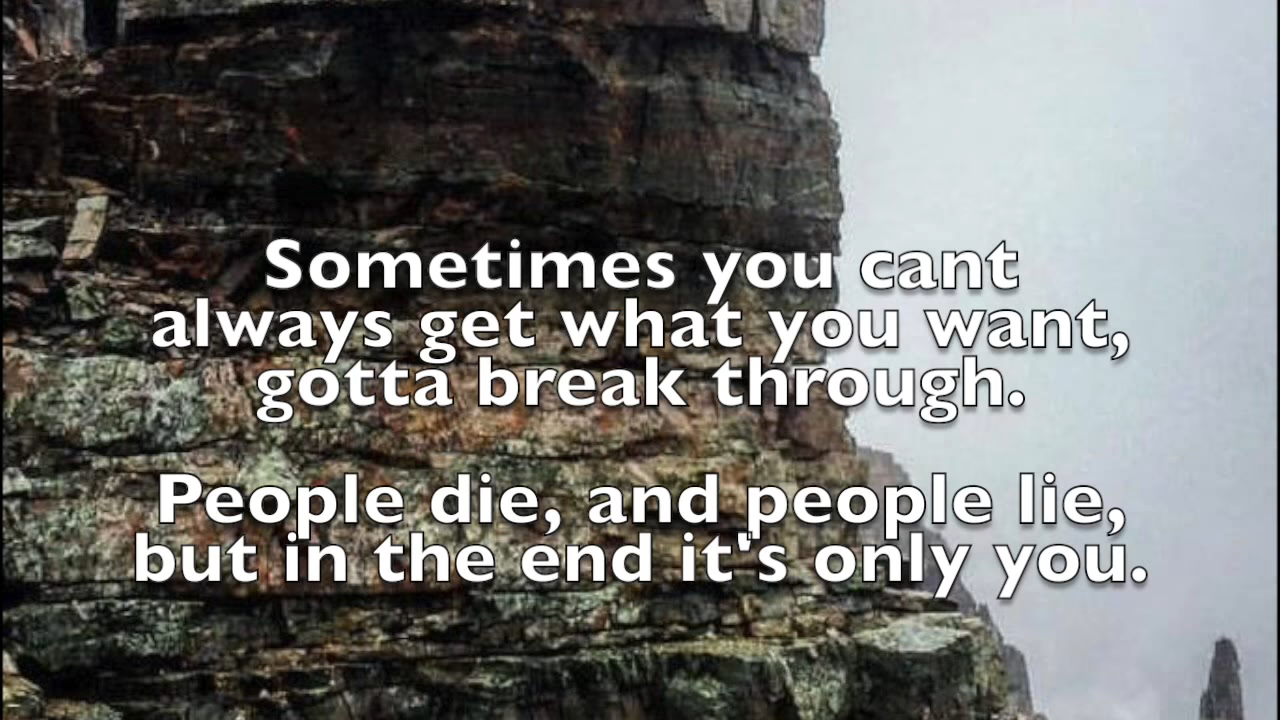 Sometimes you cant
always get what you want,
gotta break through.
People die, and people lie,
but in the end it's only you.